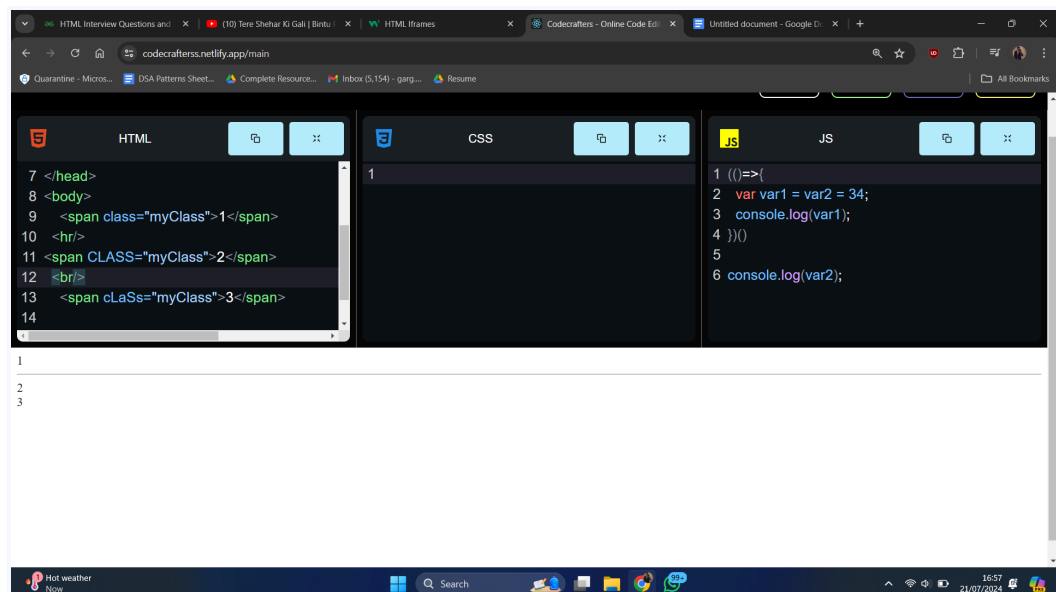 HTML Interview Questions and
(10) Tere Shehar Ki Gali | Bintu
HTML Iframes
Codecrafters - Online Code Edi
Untitled document - Google Do
codecrafterss.netlify.app/main
Quarantine - Micros...
DSA Patterns Sheet...
Complete Resource...
Inbox (5,154) - garg....
Resume
All Bookmarks
HTML
7 </head>
8 <body>
9 <span class="myClass">1</span>
10 <hr/>
11 <span CLASS="myClass">2</span>
12 <br/>
13 <span cLaSs="myClass">3</span>
14
CSS
1
JS
JS
1 (()=>{
2 var var1 = var2 = 34;
3 console.log(var1);
4 })()
5
6 console.log(var2);
1
2
3
1
Hot weather
Now
Search
99+
16:57
21/07/2024